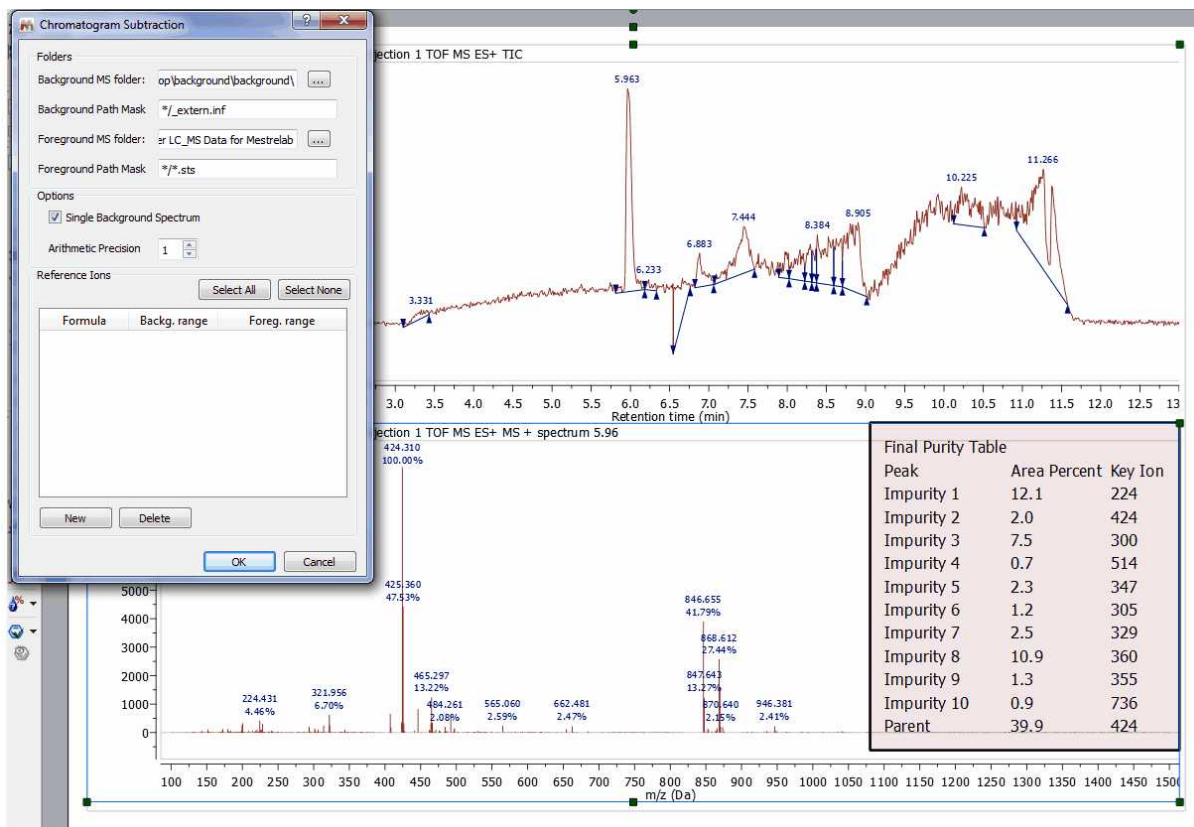 Chromatogram Subtraction
Folders
Background MS folder: op\background\background\ ...
Background Path Mask */_extern.inf
Foreground MS folder: er LC_MS Data for Mestrelab ...
Foreground Path Mask */*.sts
Options
Single Background Spectrum
Arithmetic Precision 1
Reference Ions
Select All Select None
Formula Backg. range Foreg. range
New Delete
OK Cancel
jection 1 TOF MS ES+ TIC
5.963
11.266
10.225
7.444
8.905
8.384
6.883
6.233
3.331
3.0 3.5 4.0 4.5 5.0 5.5 6.0 6.5 7.0 7.5 8.0 8.5 9.0 9.5 10.0 10.5 11.0 11.5 12.0 12.5 13
Retention time (min)
jection 1 TOF MS ES+ MS + spectrum 5.96
424.310
100.00%
425.360
47.53%
846.655
41.79%
868.612
27.44%
847.643
13.27%
465.297
13.22%
224.431
4.46%
321.956
6.70%
484.261
2.08%
565.060
2.59%
662.481
2.47%
870.640
2.15%
946.381
2.41%
5000
4000
3000
2000
1000
0
100 150 200 250 300 350 400 450 500 550 600 650 700 750 800 850 900 950 1000 1050 1100 1150 1200 1250 1300 1350 1400 1450 150
m/z (Da)
Final Purity Table
Peak Area Percent Key Ion
Impurity 1 12.1 224
Impurity 2 2.0 424
Impurity 3 7.5 300
Impurity 4 0.7 514
Impurity 5 2.3 347
Impurity 6 1.2 305
Impurity 7 2.5 329
Impurity 8 10.9 360
Impurity 9 1.3 355
Impurity 10 0.9 736
Parent 39.9 424